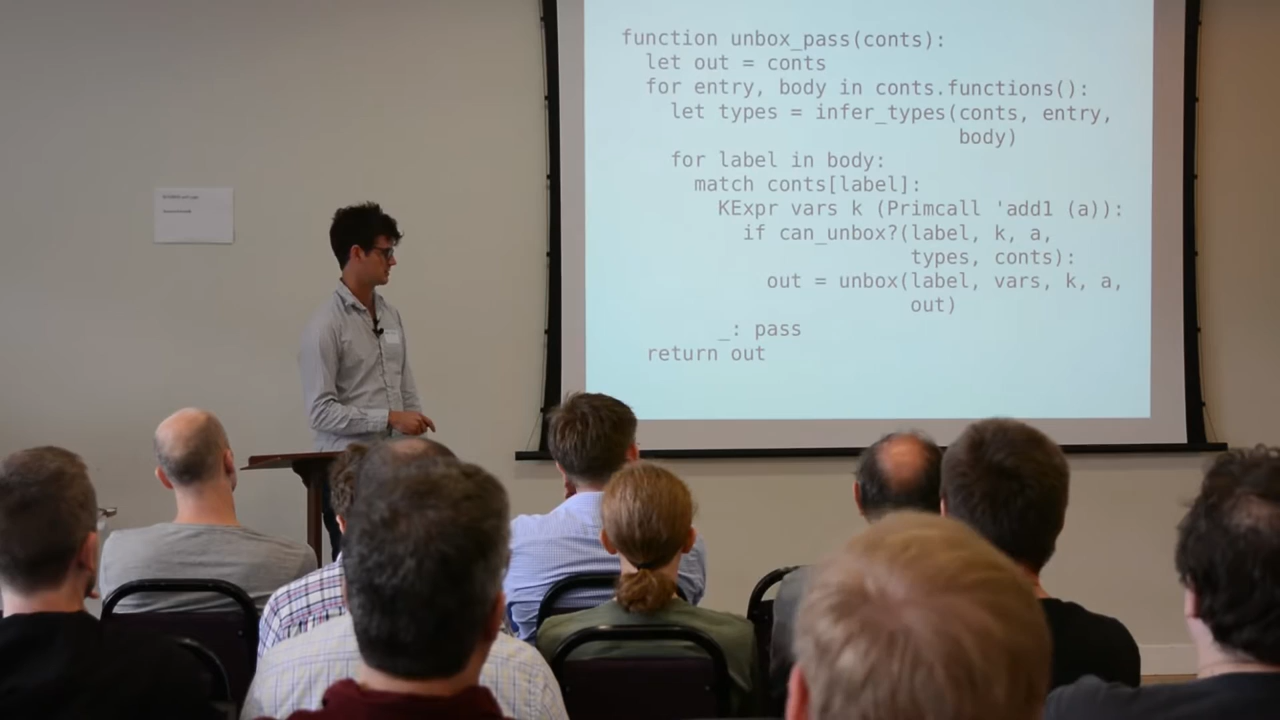 function unbox_pass(conts):
let out = conts
for entry, body in conts.functions():
let types = infer_types(conts, entry,
body)
for label in body:
match conts[label]:
KExpr vars k (Primcall 'add1 (a)):
if can_unbox?(label, k, a,
types, conts):
out = unbox(label, vars, k, a,
out)
_: pass
return out